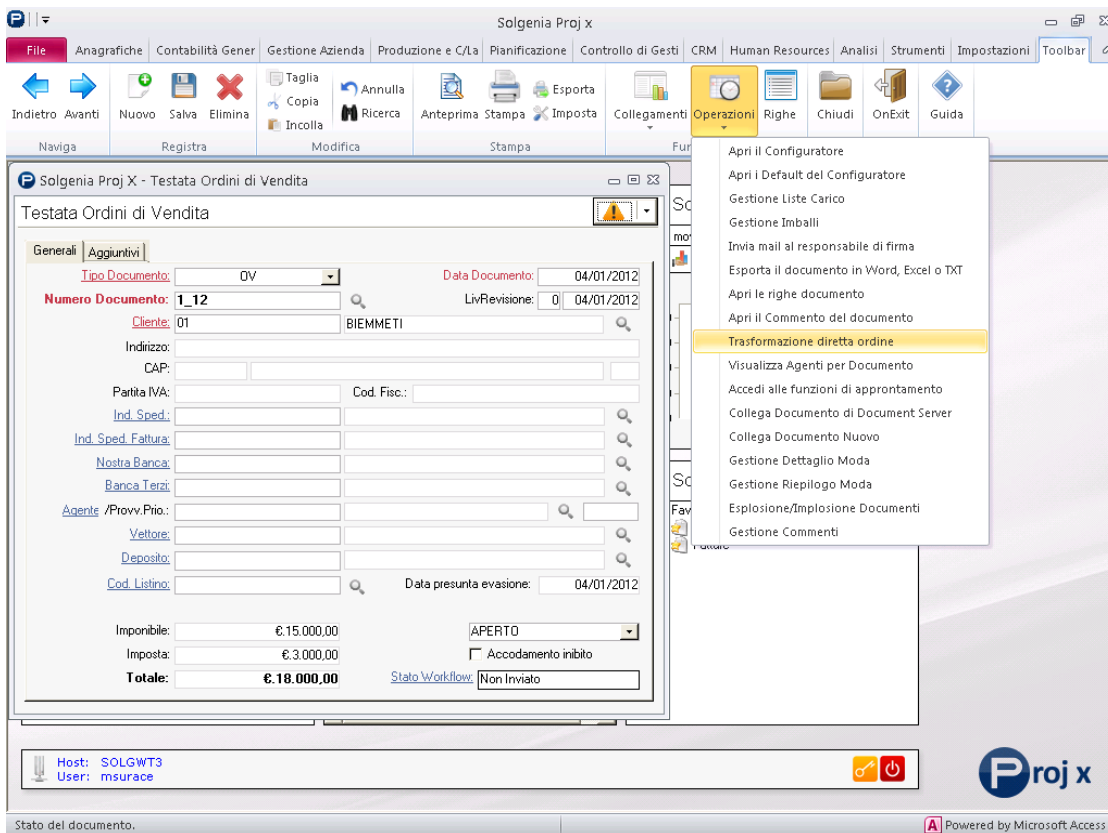 Solgenia Proj x
File Anagrafiche Contabilità Gener Gestione Azienda Produzione e C/La Pianificazione Controllo di Gesti CRM Human Resources Analisi Strumenti Impostazioni Toolbar
Indietro Avanti Nuovo Salva Elimina Taglia Copia Incolla Annulla Ricerca Anteprima Stampa Esporta Imposta Collegamenti Operazioni Righe Chiudi OnExit Guida
Naviga Registra Modifica Stampa Fur
Apri il Configuratore
Apri i Default del Configuratore
Gestione Liste Carico
Gestione Imballi
Invia mail al responsabile di firma
Esporta il documento in Word, Excel o TXT
Apri le righe documento
Apri il Commento del documento
Trasformazione diretta ordine
Visualizza Agenti per Documento
Accedi alle funzioni di approntamento
Collega Documento di Document Server
Collega Documento Nuovo
Gestione Dettaglio Moda
Gestione Riepilogo Moda
Esplosione/Implosione Documenti
Gestione Commenti
Solgenia Proj X - Testata Ordini di Vendita
Testata Ordini di Vendita
Generali Aggiuntivi
Tipo Documento: OV Data Documento: 04/01/2012
Numero Documento: 1_12 LivRevisione: 0 04/01/2012
Cliente: 01 BIEMMETI
Indirizzo:
CAP:
Partita IVA: Cod. Fisc.:
Ind. Sped.:
Ind. Sped. Fattura:
Nostra Banca:
Banca Terzi:
Agente /Provv.Prio.:
Vettore:
Deposito:
Cod. Listino: Data presunta evasione: 04/01/2012
Imponibile: €.15.000,00 APERTO
Imposta: €.3.000,00 Accodamento inibito
Totale: €.18.000,00 Stato Workflow: Non Inviato
Host: SOLGWT3
User: msurace
Proj x
Stato del documento. Powered by Microsoft Access